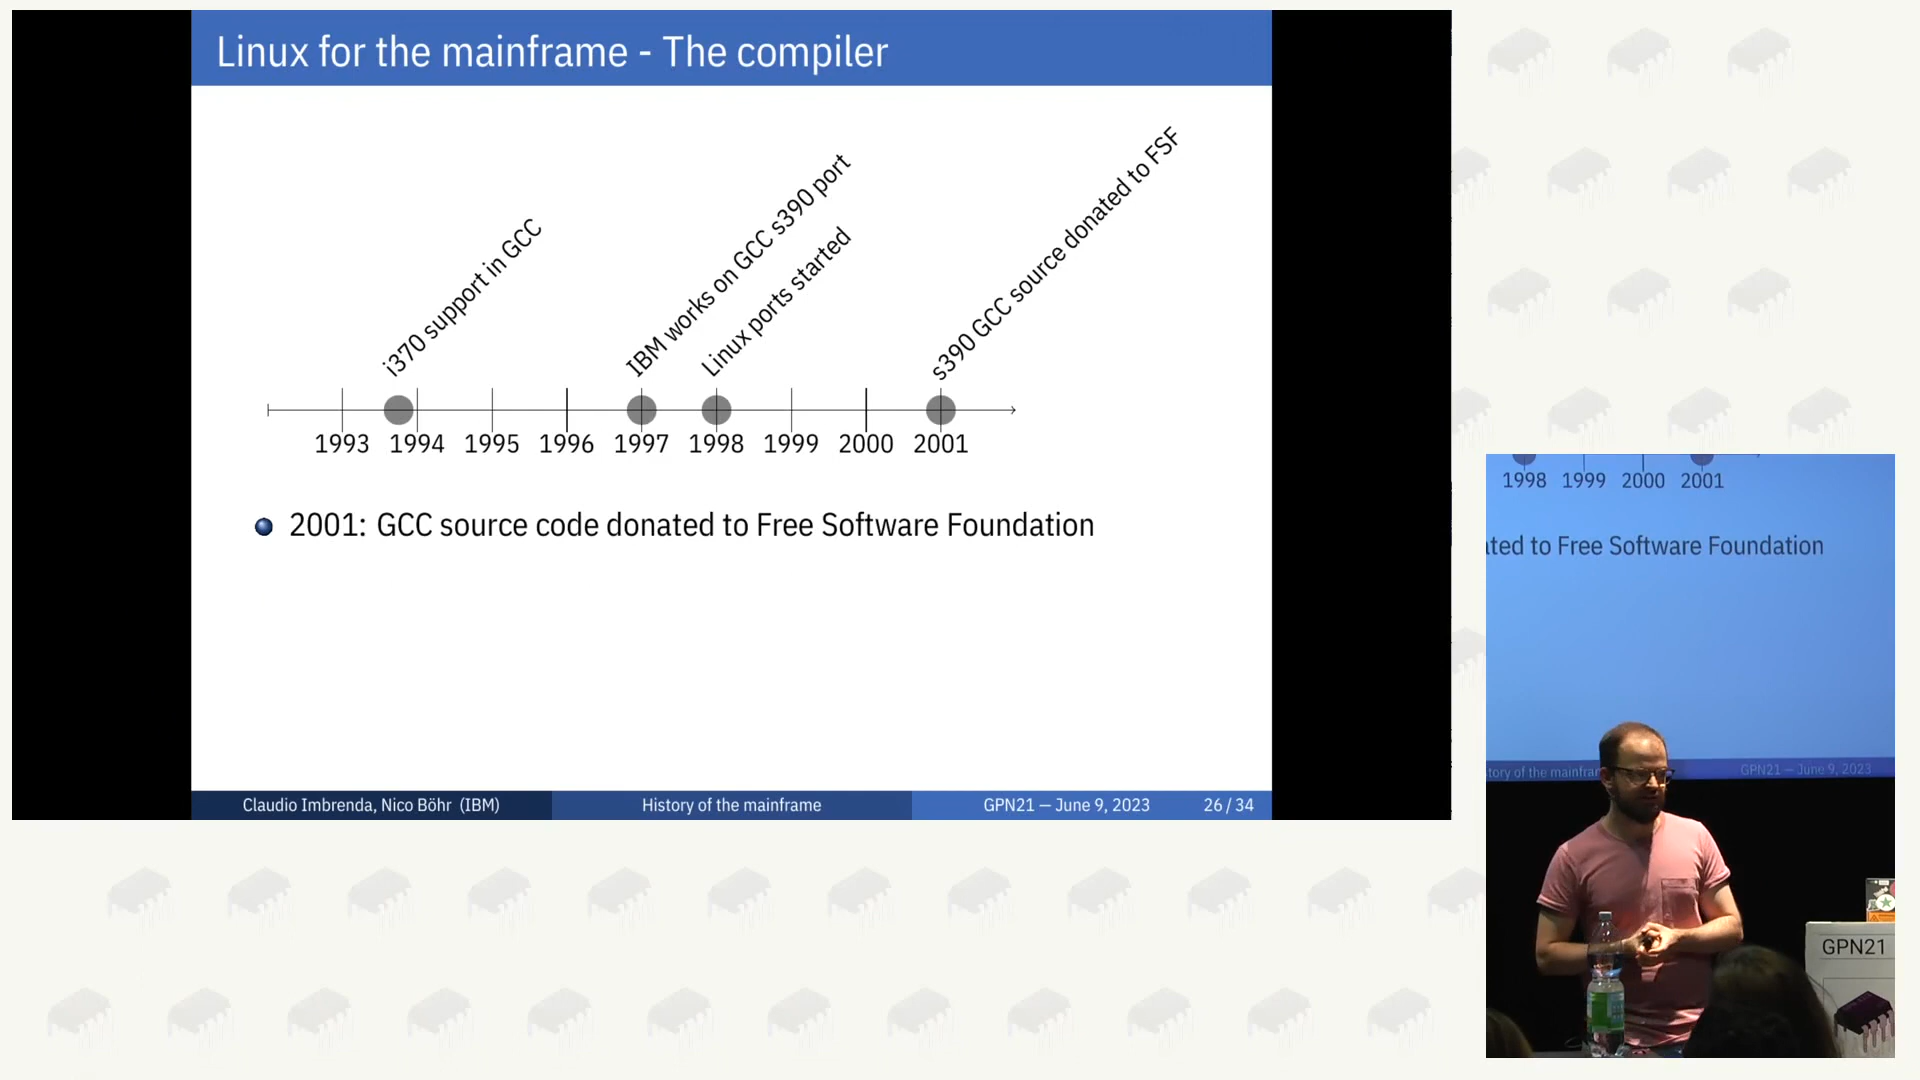 Linux for the mainframe - The compiler
i370 support in GCC
IBM works on GCC s390 port
Linux ports started
s390 GCC source donated to FSF
1993 1994 1995 1996 1997 1998 1999 2000 2001
2001: GCC source code donated to Free Software Foundation
Claudio Imbrenda, Nico Böhr (IBM) History of the mainframe GPN21 — June 9, 2023 26 / 34
1998 1999 2000 2001
ated to Free Software Foundation
tory of the mainfra GPN21 — June 9, 2023
GPN21